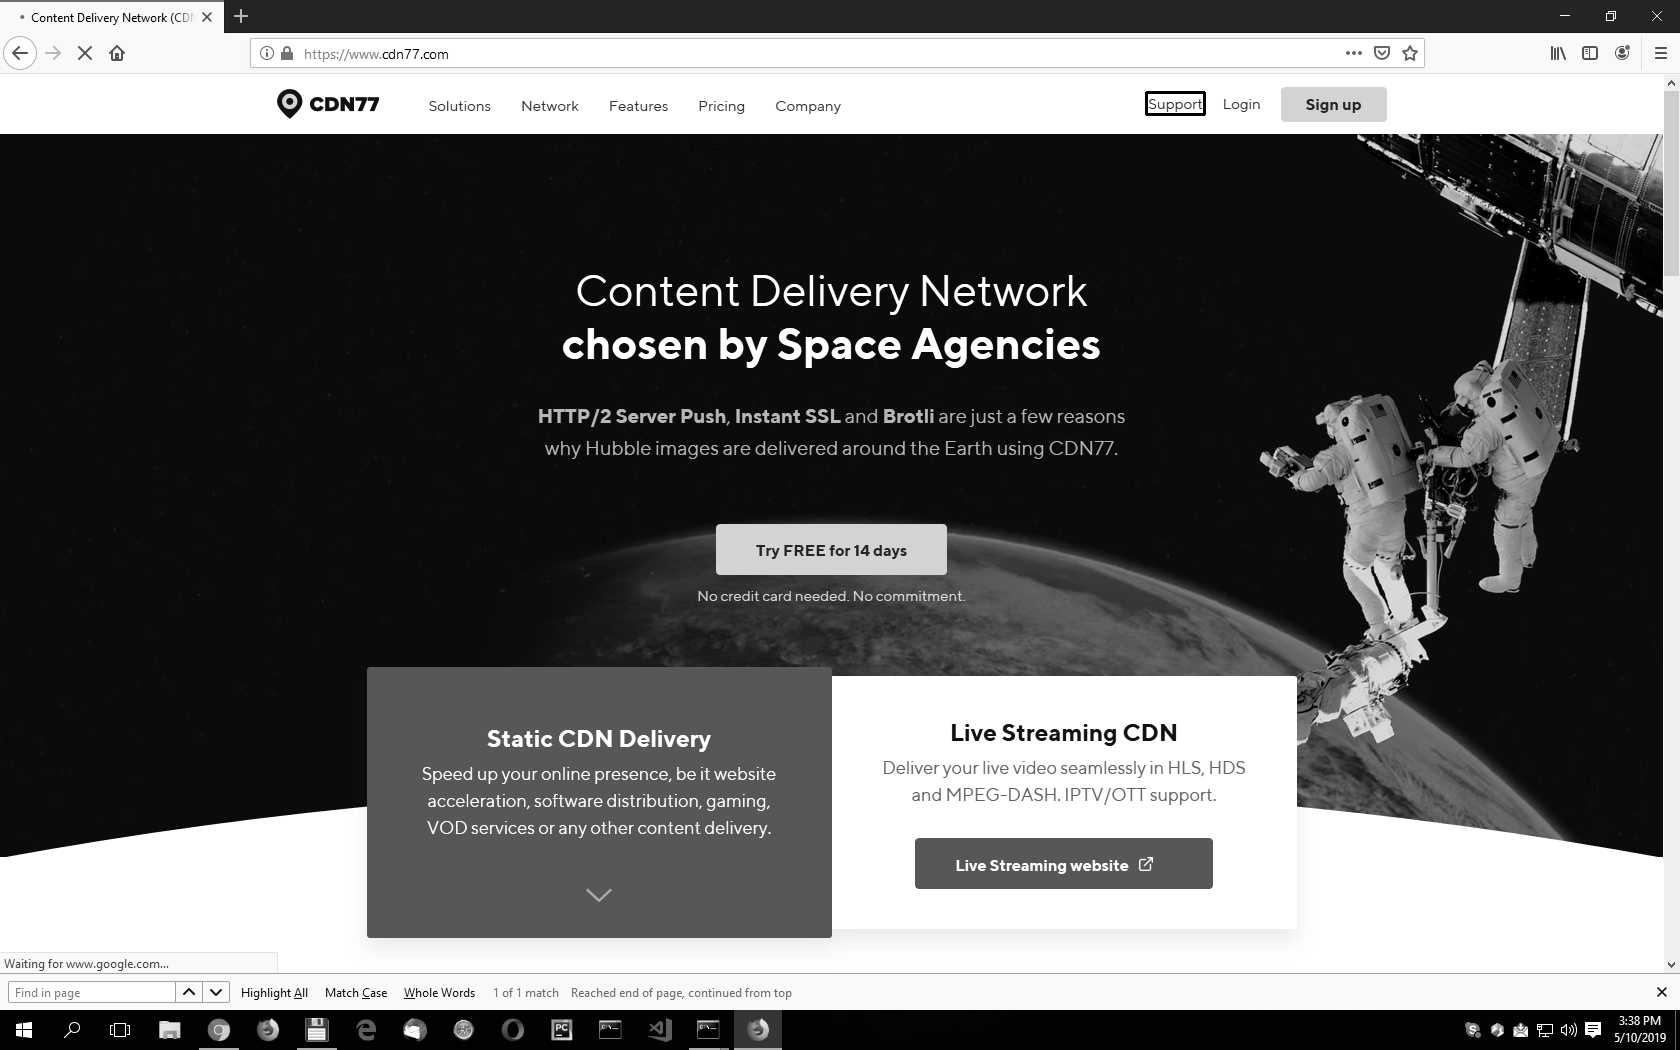 Content Delivery Network (CDN
https://www.cdn77.com
CDN77
Solutions
Network
Features
Pricing
Company
Support
Login
Sign up
Content Delivery Network
chosen by Space Agencies
HTTP/2 Server Push, Instant SSL and Brotli are just a few reasons
why Hubble images are delivered around the Earth using CDN77.
Try FREE for 14 days
No credit card needed. No commitment.
Static CDN Delivery
Speed up your online presence, be it website
acceleration, software distribution, gaming,
VOD services or any other content delivery.
Live Streaming CDN
Deliver your live video seamlessly in HLS, HDS
and MPEG-DASH. IPTV/OTT support.
Live Streaming website
Waiting for www.google.com...
Find in page
Highlight All
Match Case
Whole Words
1 of 1 match
Reached end of page, continued from top
PC
3:38 PM
5/10/2019